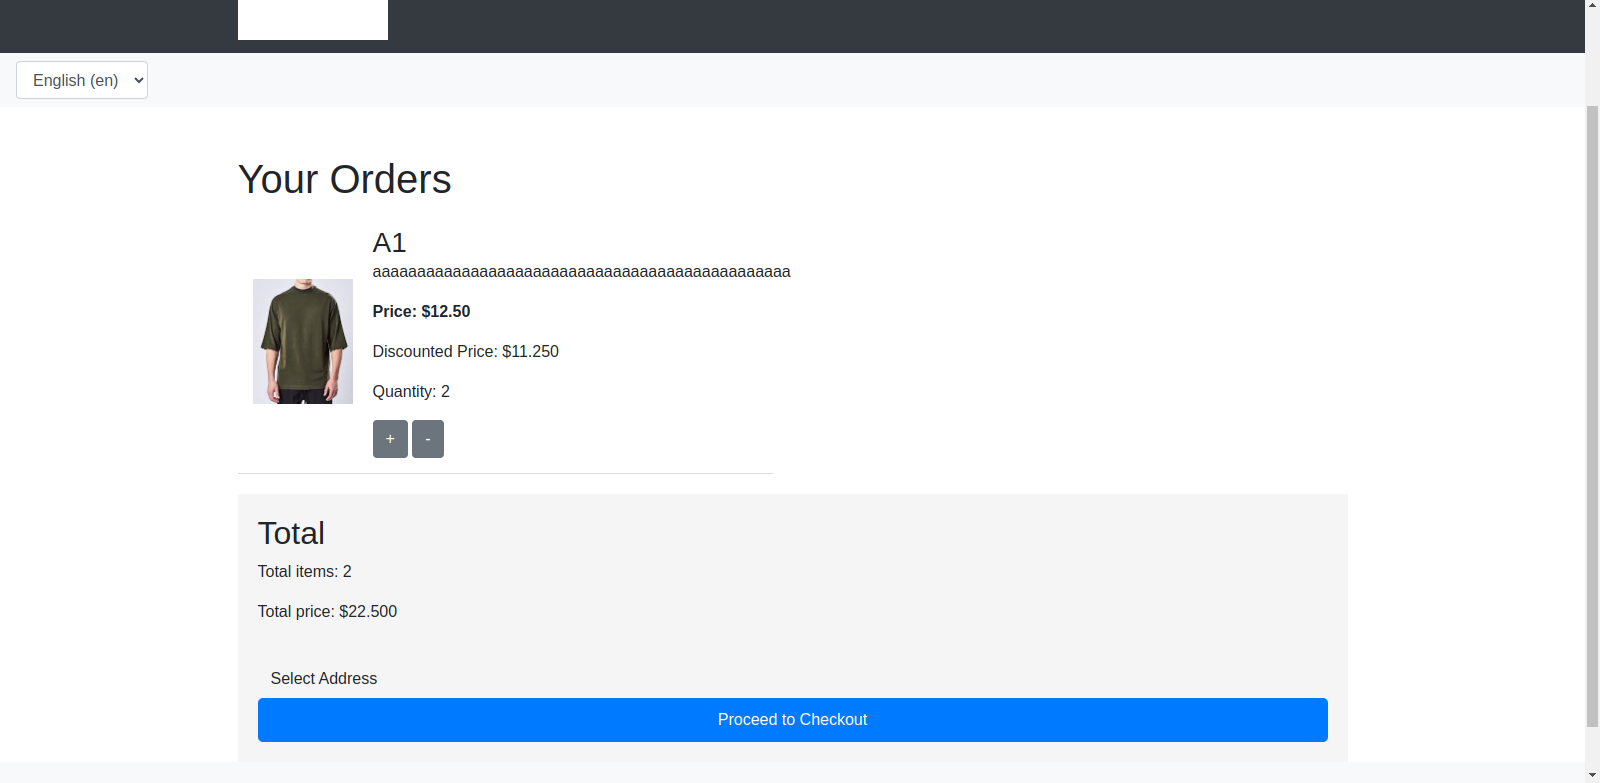 English (en)
Your Orders
A1
aaaaaaaaaaaaaaaaaaaaaaaaaaaaaaaaaaaaaaaaaaaaaaa
Price: $12.50
Discounted Price: $11.250
Quantity: 2
+ -
Total
Total items: 2
Total price: $22.500
Select Address
Proceed to Checkout